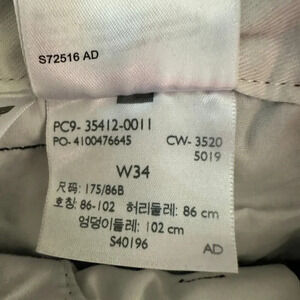 S72516 AD
PC9- 35412-0011
PO- 4100476645 CW- 3520
5019
W34
尺码: 175/86B
호칭: 86-102 허리둘레: 86 cm
엉덩이둘레: 102 cm
S40196 AD